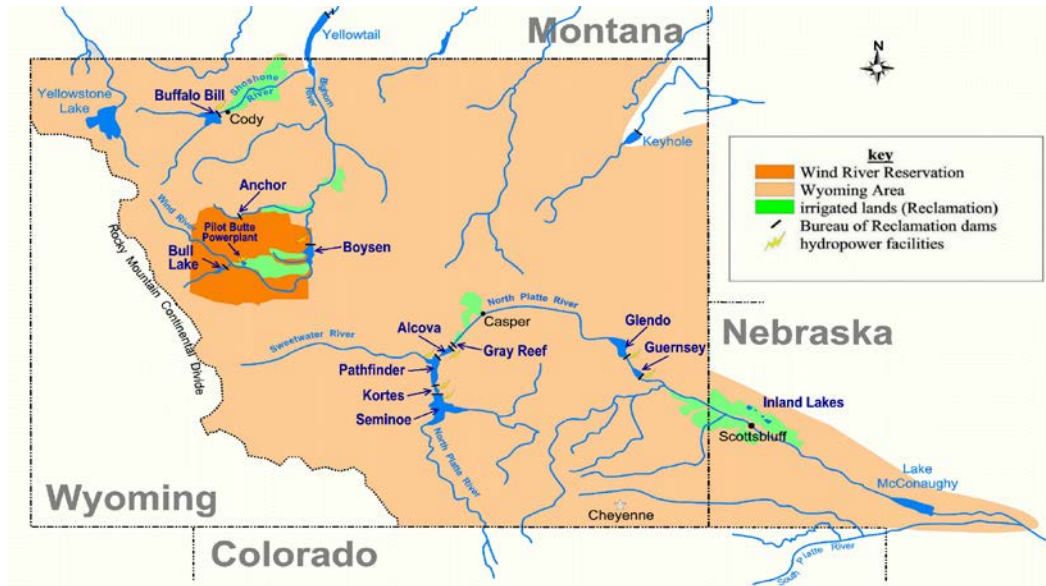 Montana
Yellowtail
N
Shoshone
River
Bighorn
River
Yellowstone
Lake
Buffalo Bill
Cody
Keyhole
key
Wind River Reservation
Wyoming Area
irrigated lands (Reclamation)
Bureau of Reclamation dams
hydropower facilities
Anchor
Wind River
Pilot Butte
Powerplant
Bull
Lake
Boysen
Rocky Mountain Continental Divide
North Platte River
Casper
Alcova
Gray Reef
Sweetwater River
Pathfinder
Kortes
Seminoe
North Platte River
Glendo
Guernsey
Nebraska
Inland Lakes
Scottsbluff
Lake
McConaughy
Wyoming
Cheyenne
South Platte River
Colorado